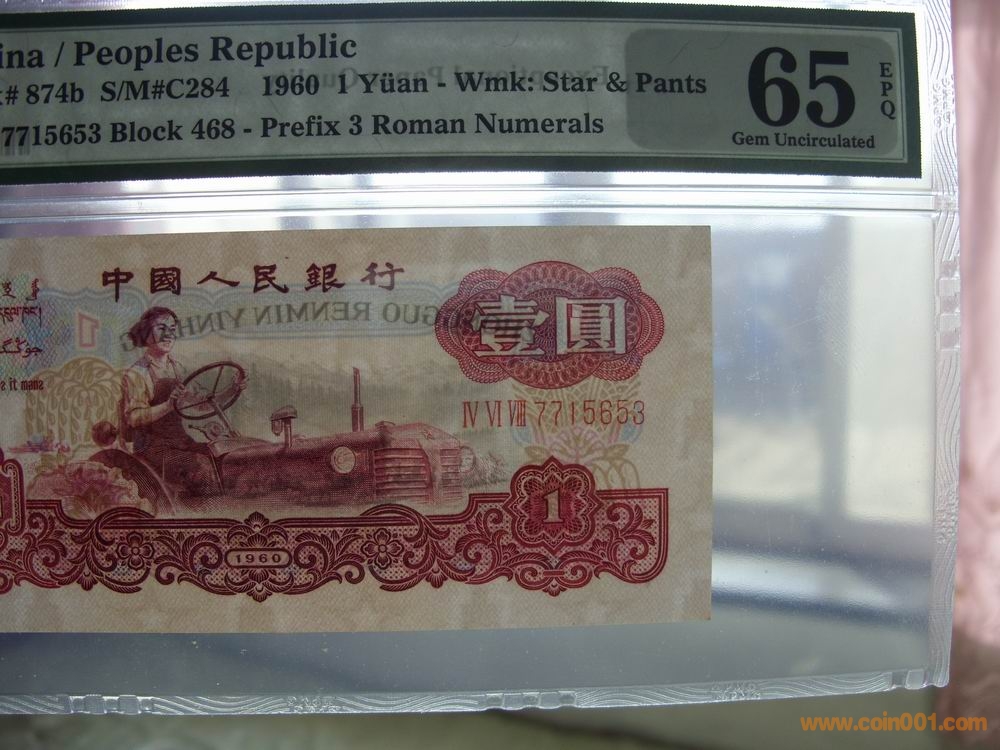 ina / Peoples Republic
# 874b S/M#C284 1960 1 Yüan - Wmk: Star & Pants
7715653 Block 468 - Prefix 3 Roman Numerals
65
EPQ
Gem Uncirculated
中國人民銀行
GUO RENMIN YINHANG
壹圓
1
IV VI VIII 7715653
1
1960
www.coin001.com